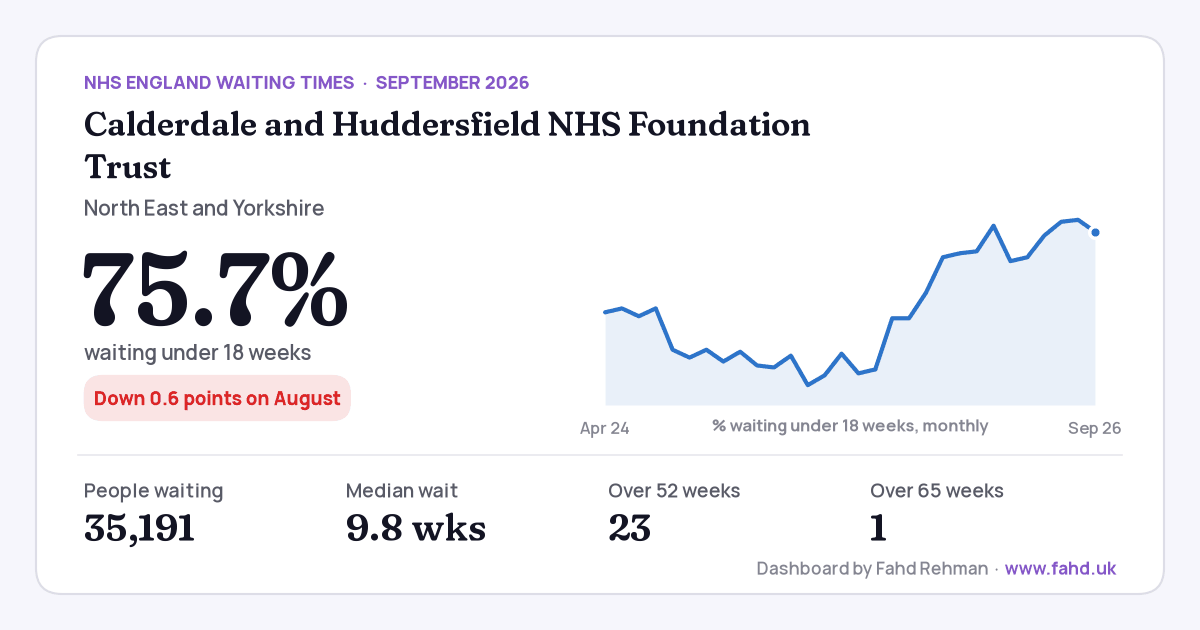 NHS ENGLAND WAITING TIMES · SEPTEMBER 2026
Calderdale and Huddersfield NHS Foundation
Trust
North East and Yorkshire
75.7%
waiting under 18 weeks
Down 0.6 points on August
Apr 24
% waiting under 18 weeks, monthly
Sep 26
People waiting
35,191
Median wait
9.8 wks
Over 52 weeks
23
Over 65 weeks
1
Dashboard by Fahd Rehman · www.fahd.uk